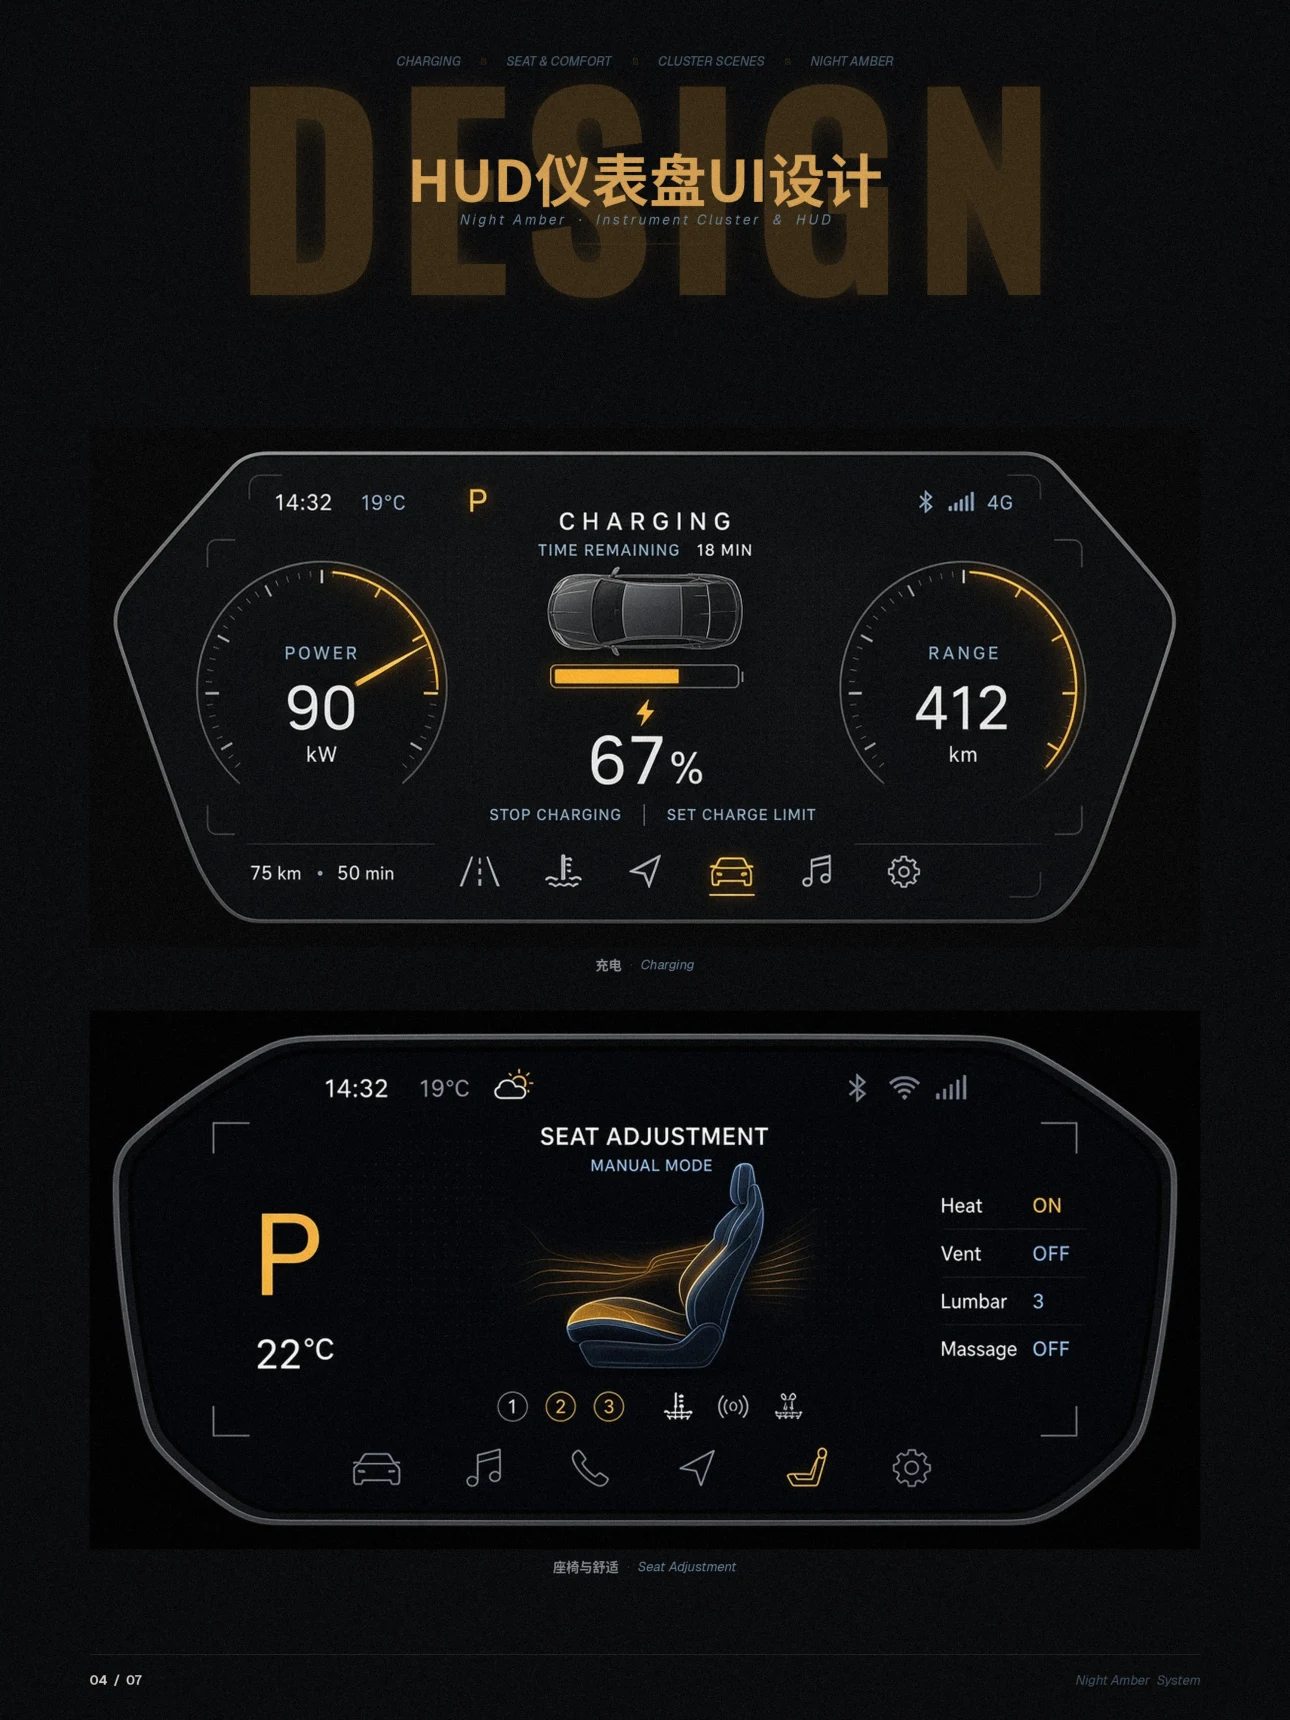 CHARGING SEAT & COMFORT CLUSTER SCENES NIGHT AMBER
DESIGN
HUD仪表盘UI设计
Night Amber · Instrument Cluster & HUD
14:32 19°C P 4G
CHARGING
TIME REMAINING 18 MIN
POWER
90
kW
67%
RANGE
412
km
STOP CHARGING | SET CHARGE LIMIT
75 km • 50 min
充电 · Charging
14:32 19°C
SEAT ADJUSTMENT
MANUAL MODE
P
22°C
Heat ON
Vent OFF
Lumbar 3
Massage OFF
1 2 3
座椅与舒适 · Seat Adjustment
04 / 07
Night Amber System